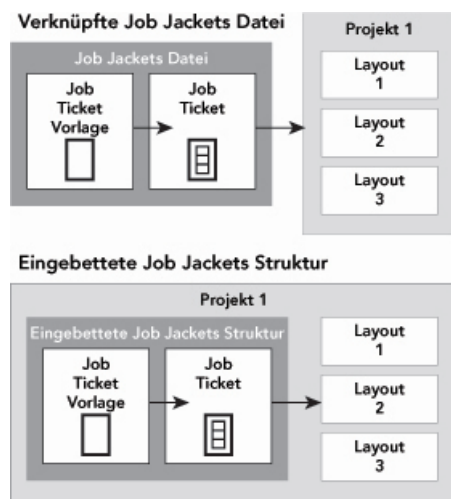 Verknüpfte Job Jackets Datei
Job Jackets Datei
Job
Ticket
Vorlage
Job
Ticket
Projekt 1
Layout
1
Layout
2
Layout
3
Eingebettete Job Jackets Struktur
Projekt 1
Eingebettete Job Jackets Struktur
Job
Ticket
Vorlage
Job
Ticket
Layout
1
Layout
2
Layout
3